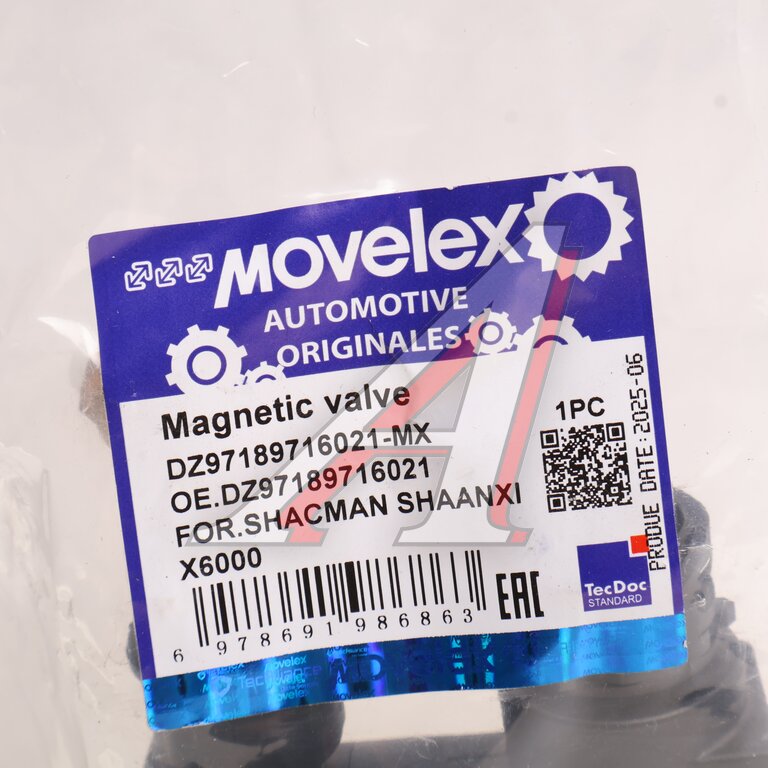 MOVelex
AUTOMOTIVE
ORIGINALES
Magnetic valve
DZ97189716021-MX
OE.DZ97189716021
FOR.SHACMAN SHAANXI
X6000
1PC
PRODUE DATE:2025-06
TecDoc
STANDARD
EAC
6 978691 986863